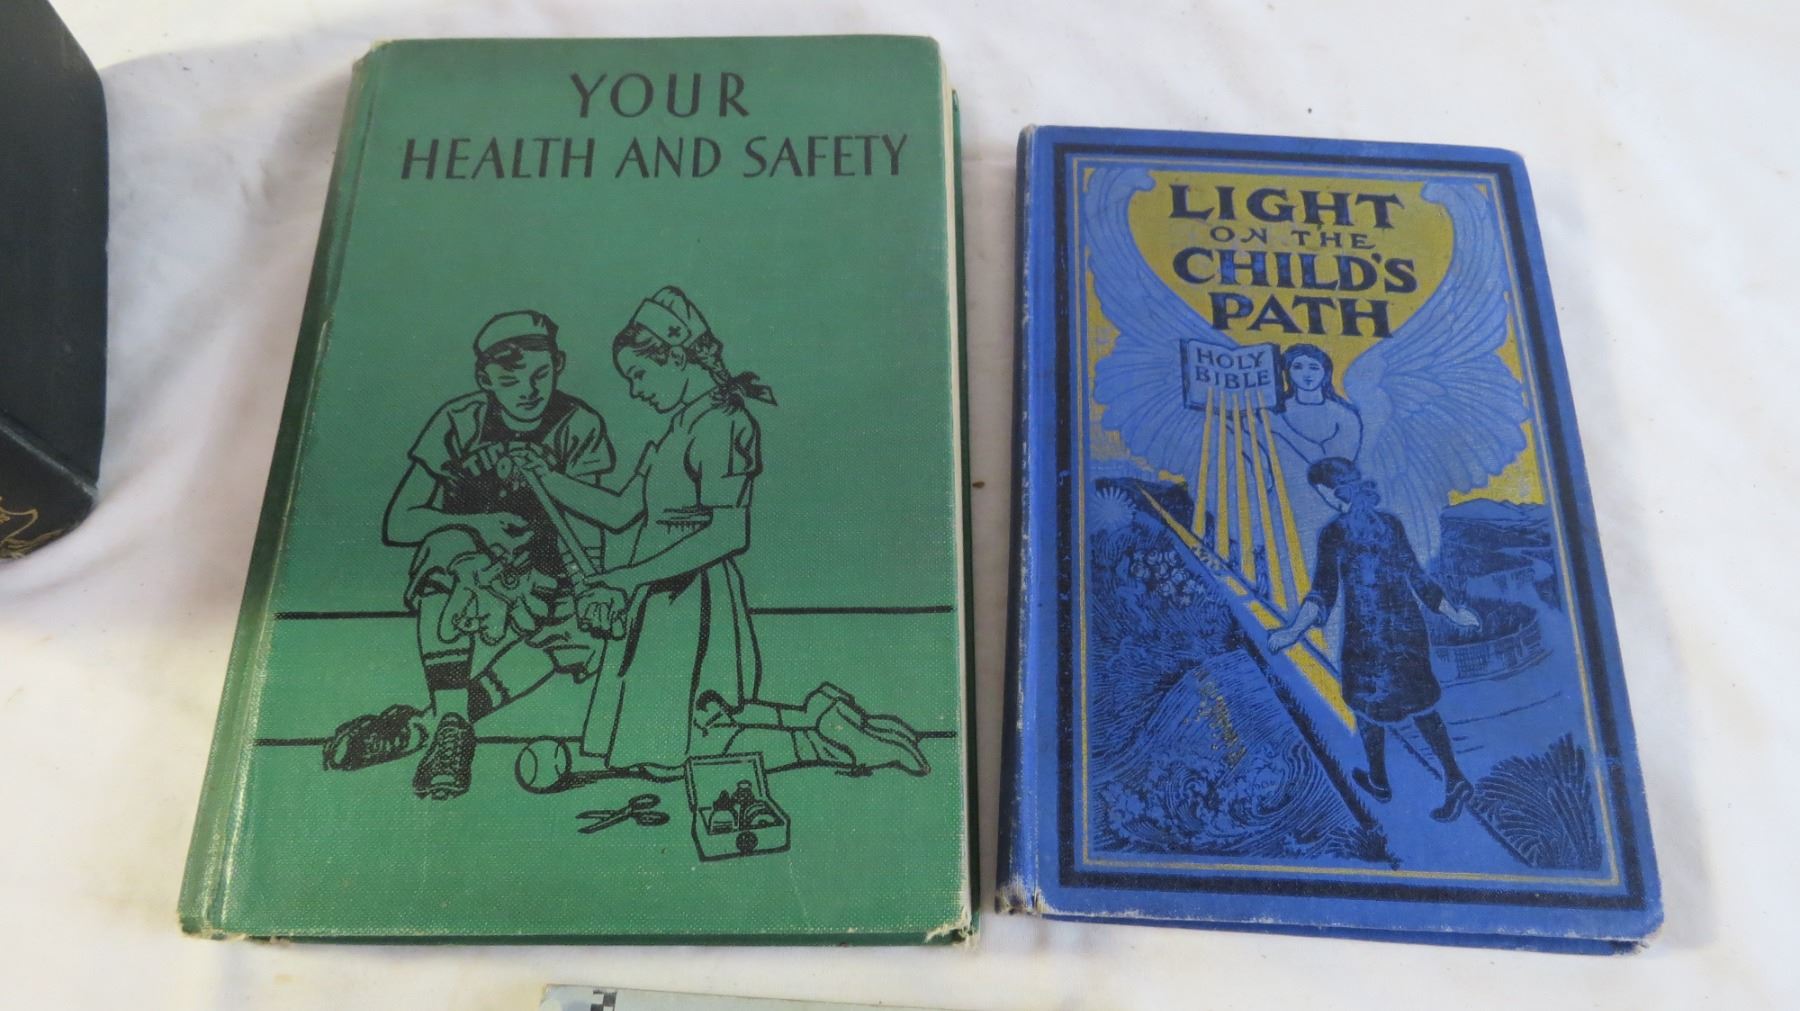 YOUR
HEALTH AND SAFETY
LIGHT
ON THE
CHILD'S
PATH
HOLY
BIBLE